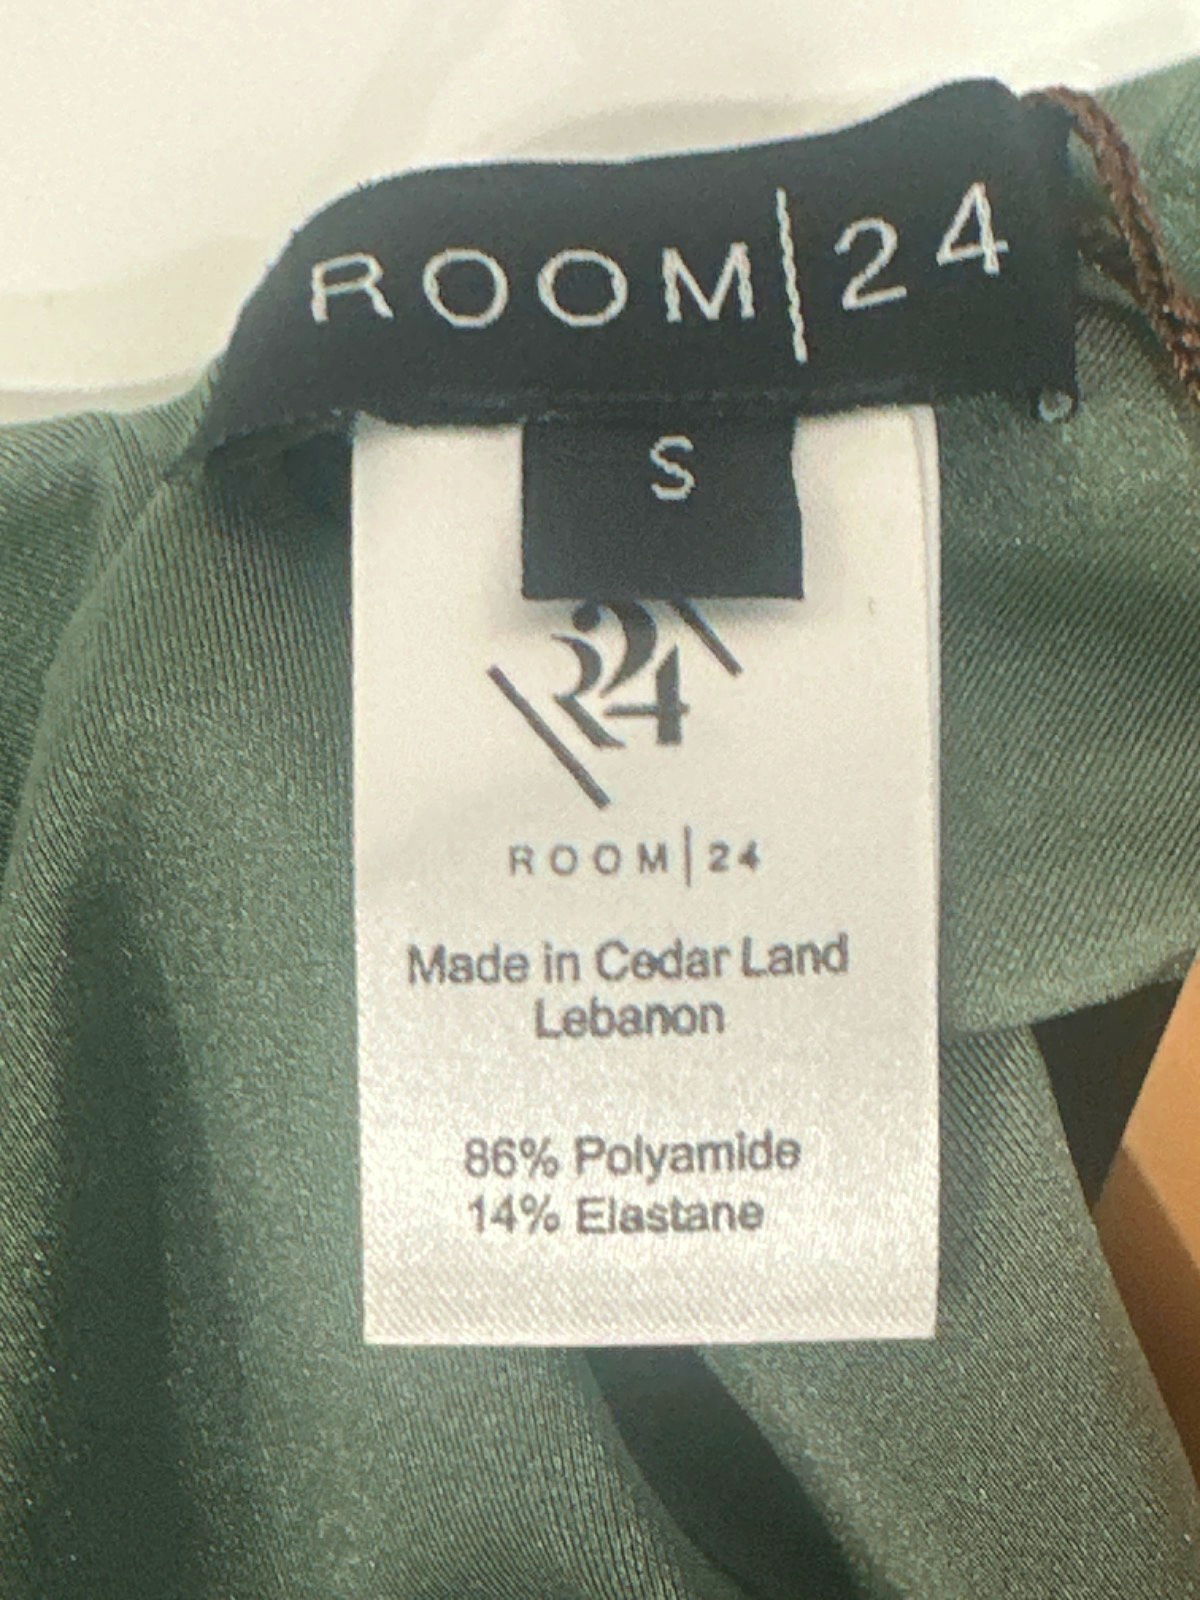 ROOM|24
S
R24
ROOM|24
Made in Cedar Land
Lebanon
86% Polyamide
14% Elastane